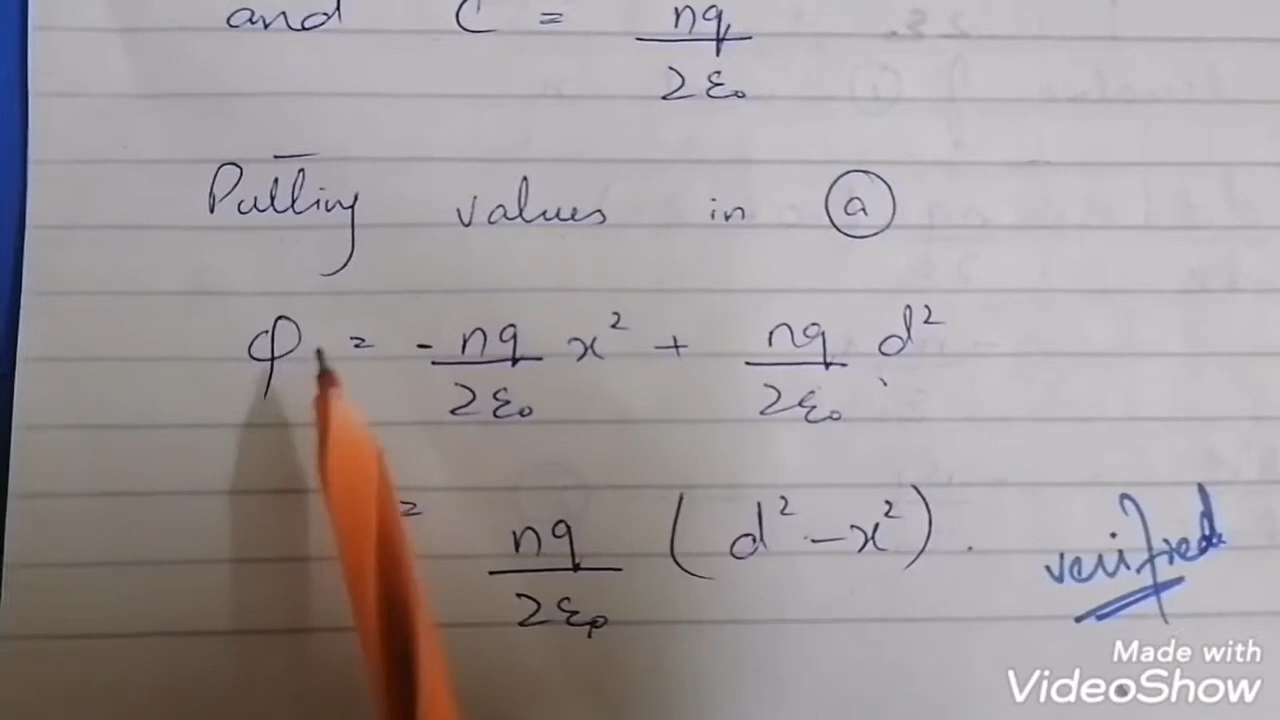 and C = nq
2ε₀
Putting values in ⓐ
φ = - nq/2ε₀ x² + nq/2ε₀ d²
= nq/2ε₀ (d² - x²). verified
Made with
VideoShow